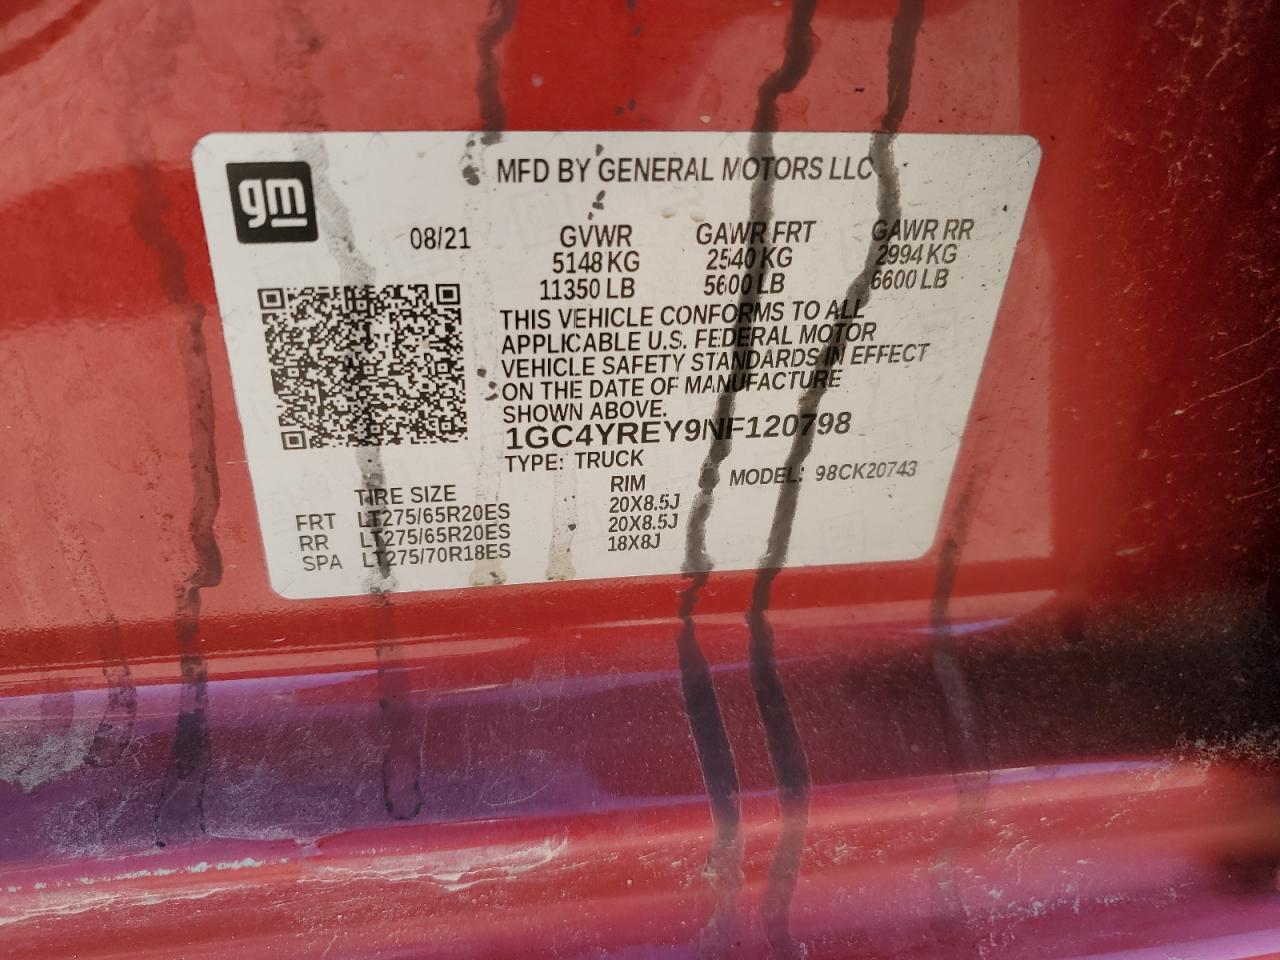 MFD BY GENERAL MOTORS LLC
gm
08/21 GVWR GAWR FRT GAWR RR
5148 KG 2540 KG 2994 KG
11350 LB 5600 LB 6600 LB
THIS VEHICLE CONFORMS TO ALL
APPLICABLE U.S. FEDERAL MOTOR
VEHICLE SAFETY STANDARDS IN EFFECT
ON THE DATE OF MANUFACTURE
SHOWN ABOVE.
1GC4YREY9NF120798
TYPE: TRUCK MODEL: 98CK20743
TIRE SIZE RIM
FRT LT275/65R20ES 20X8.5J
RR LT275/65R20ES 20X8.5J
SPA LT275/70R18ES 18X8J